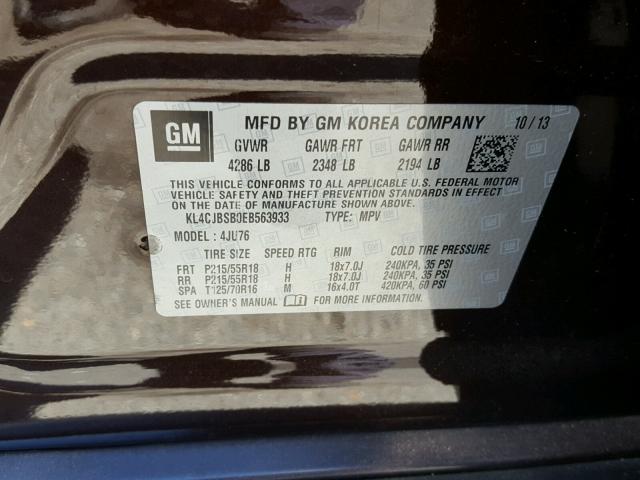 GM MFD BY GM KOREA COMPANY 10/13
GVWR GAWR FRT GAWR RR
4286 LB 2348 LB 2194 LB
THIS VEHICLE CONFORMS TO ALL APPLICABLE U.S. FEDERAL MOTOR
VEHICLE SAFETY AND THEFT PREVENTION STANDARDS IN EFFECT
ON THE DATE OF MANUFACTURE SHOWN ABOVE.
KL4CJBSB9EB563933 TYPE: MPV
MODEL : 4JU76
TIRE SIZE SPEED RTG RIM COLD TIRE PRESSURE
FRT P215/55R18 H 18x7.0J 240KPA, 35 PSI
RR P215/55R18 H 18x7.0J 240KPA, 35 PSI
SPA T125/70R16 M 16x4.0T 420KPA, 60 PSI
SEE OWNER'S MANUAL FOR MORE INFORMATION.